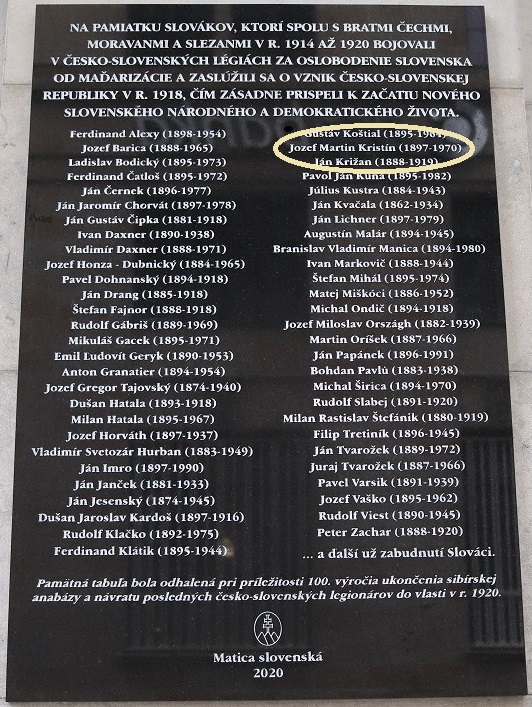 NA PAMIATKU SLOVÁKOV, KTORÍ SPOLU S BRATMI ČECHMI,
MORAVANMI A SLEZANMI V R. 1914 AŽ 1920 BOJOVALI
V ČESKO-SLOVENSKÝCH LÉGIÁCH ZA OSLOBODENIE SLOVENSKA
OD MAĎARIZÁCIE A ZASLÚŽILI SA O VZNIK ČESKO-SLOVENSKEJ
REPUBLIKY V R. 1918, ČÍM ZÁSADNE PRISPELI K ZAČATIU NOVÉHO
SLOVENSKÉHO NÁRODNÉHO A DEMOKRATICKÉHO ŽIVOTA.
Ferdinand Alexy (1898-1954)
Jozef Barica (1888-1965)
Ladislav Bodický (1895-1973)
Ferdinand Čatloš (1895-1972)
Ján Černek (1896-1977)
Ján Jaromír Chorvát (1897-1978)
Ján Gustáv Čipka (1881-1918)
Ivan Daxner (1890-1938)
Vladimír Daxner (1888-1971)
Jozef Honza - Dubnický (1884-1965)
Pavel Dohnanský (1894-1918)
Ján Drang (1885-1918)
Štefan Fajnor (1888-1918)
Rudolf Gábriš (1889-1969)
Mikuláš Gacek (1895-1971)
Emil Ľudovít Geryk (1890-1953)
Anton Granatier (1894-1954)
Jozef Gregor Tajovský (1874-1940)
Dušan Hatala (1893-1918)
Milan Hatala (1895-1967)
Jozef Horváth (1897-1937)
Vladimír Svetozár Hurban (1883-1949)
Ján Imro (1897-1990)
Ján Janček (1881-1933)
Ján Jesenský (1874-1945)
Dušan Jaroslav Kardoš (1897-1916)
Rudolf Klačko (1892-1975)
Ferdinand Klátik (1895-1944)
Gustáv Koštial (1895-1964)
Jozef Martin Kristín (1897-1970)
Ján Križan (1888-1919)
Pavol Ján Kuna (1895-1982)
Július Kustra (1884-1943)
Ján Kvačala (1862-1934)
Ján Lichner (1897-1979)
Augustín Malár (1894-1945)
Branislav Vladimír Manica (1894-1980)
Ivan Markovič (1888-1944)
Štefan Mihál (1895-1974)
Matej Miškóci (1886-1952)
Michal Ondič (1894-1918)
Jozef Miloslav Országh (1882-1939)
Martin Oríšek (1887-1966)
Ján Papánek (1896-1991)
Bohdan Pavlů (1883-1938)
Michal Širica (1894-1970)
Rudolf Slabej (1891-1920)
Milan Rastislav Štefánik (1880-1919)
Filip Tretiník (1896-1945)
Ján Tvarožek (1889-1972)
Juraj Tvarožek (1887-1966)
Pavel Varsik (1891-1939)
Jozef Vaško (1895-1962)
Rudolf Viest (1890-1945)
Peter Zachar (1888-1920)
... a další už zabudnutí Slováci.
Pamätná tabuľa bola odhalená pri príležitosti 100. výročia ukončenia sibírskej
anabázy a návratu posledných česko-slovenských legionárov do vlasti v r. 1920.
Matica slovenská
2020